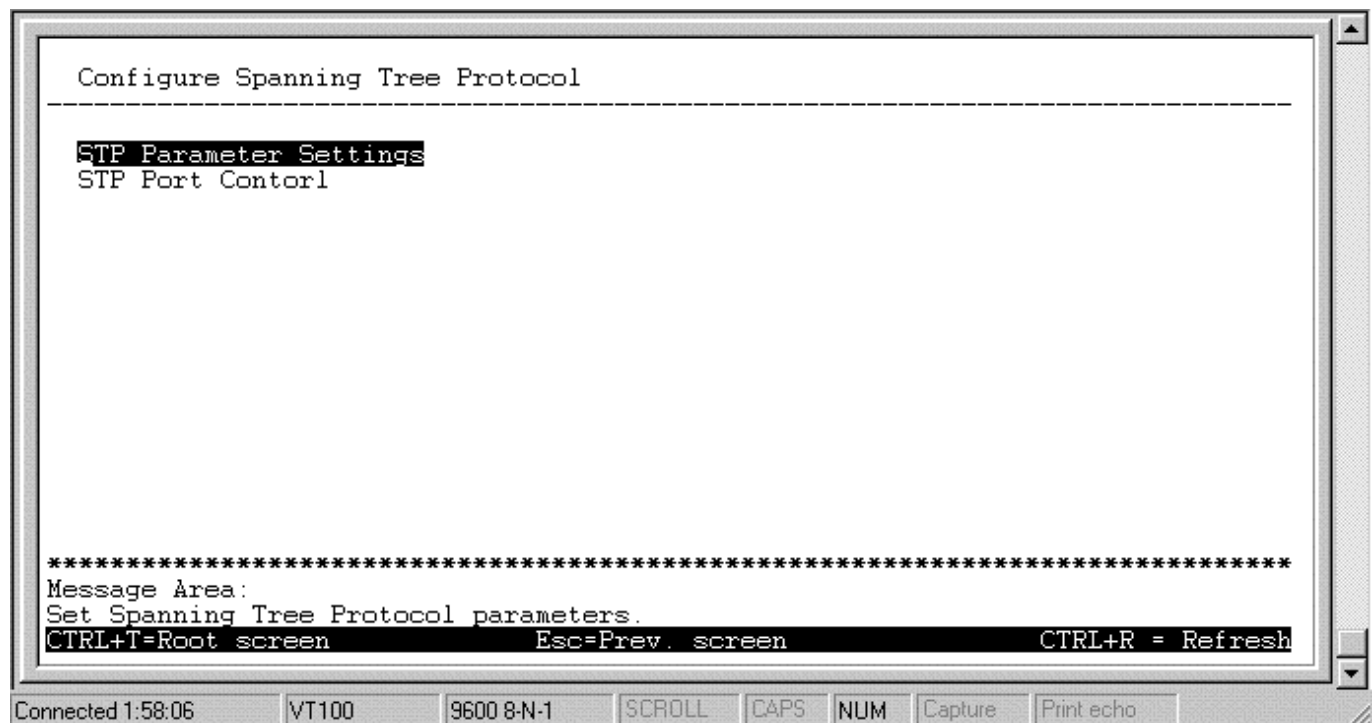 Configure Spanning Tree Protocol
STP Parameter Settings
STP Port Contorl
*******************************************************************************
Message Area:
Set Spanning Tree Protocol parameters.
CTRL+T=Root screen Esc=Prev. screen CTRL+R = Refresh
Connected 1:58:06 VT100 9600 8-N-1 SCROLL CAPS NUM Capture Print echo